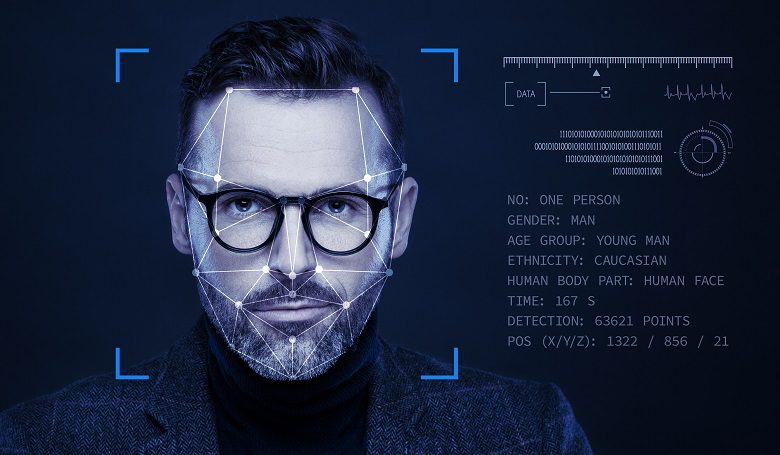 DATA
NO: ONE PERSON
GENDER: MAN
AGE GROUP: YOUNG MAN
ETHNICITY: CAUCASIAN
HUMAN BODY PART: HUMAN FACE
TIME: 167 S
DETECTION: 63621 POINTS
POS (X/Y/Z): 1322 / 856 / 21